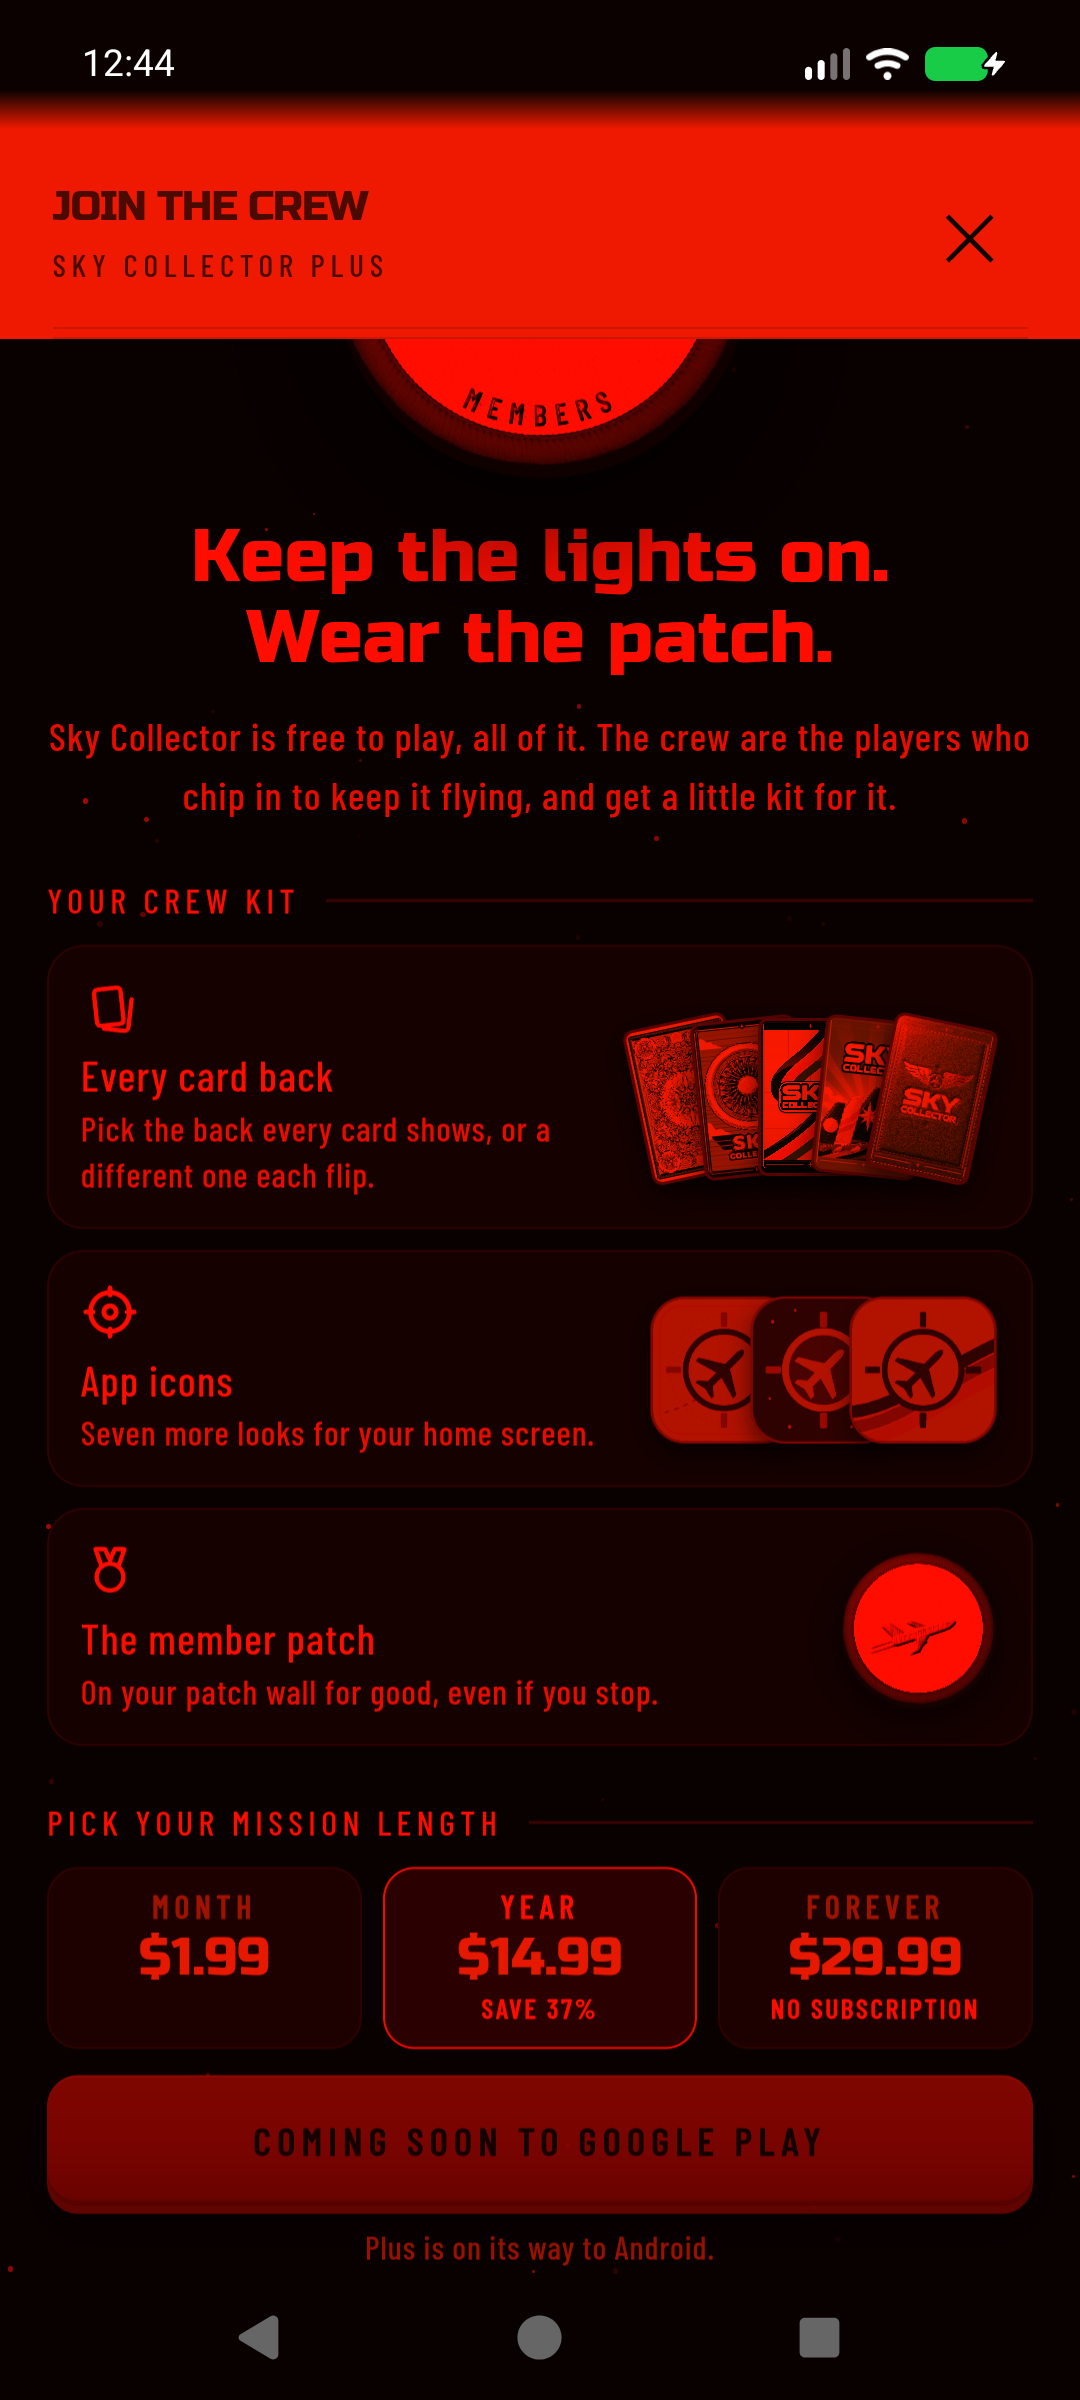 12:44
JOIN THE CREW
SKY COLLECTOR PLUS
MEMBERS
Keep the lights on.
Wear the patch.
Sky Collector is free to play, all of it. The crew are the players who
chip in to keep it flying, and get a little kit for it.
YOUR CREW KIT
Every card back
Pick the back every card shows, or a
different one each flip.
SKY
COLLECTOR
App icons
Seven more looks for your home screen.
The member patch
On your patch wall for good, even if you stop.
PICK YOUR MISSION LENGTH
MONTH
$1.99
YEAR
$14.99
SAVE 37%
FOREVER
$29.99
NO SUBSCRIPTION
COMING SOON TO GOOGLE PLAY
Plus is on its way to Android.